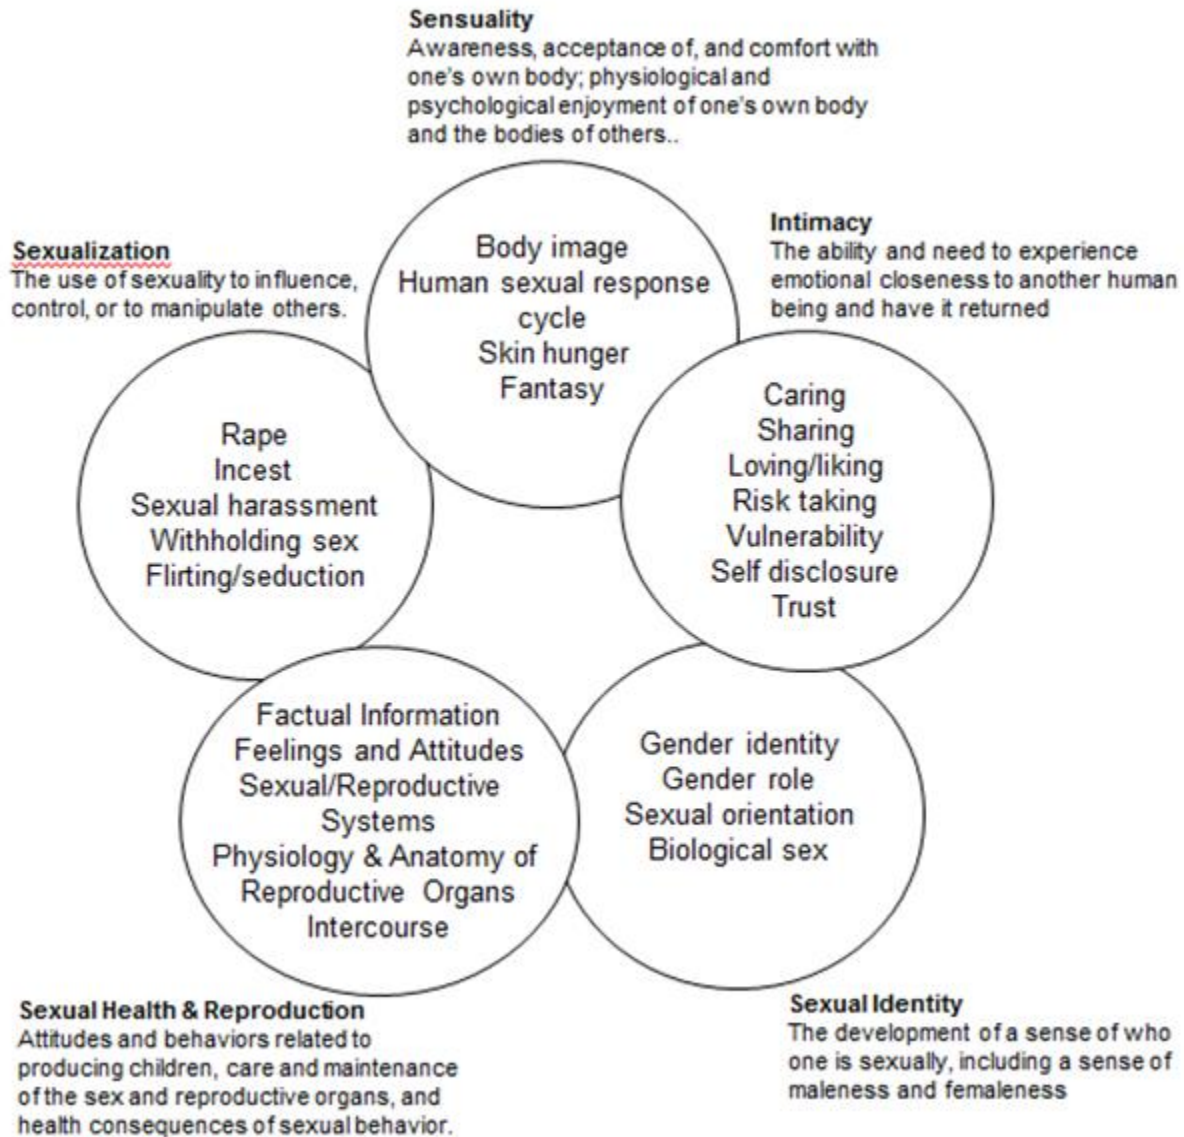 Sensuality
Awareness, acceptance of, and comfort with
one's own body; physiological and
psychological enjoyment of one's own body
and the bodies of others..
Body image
Human sexual response
cycle
Skin hunger
Fantasy
Intimacy
The ability and need to experience
emotional closeness to another human
being and have it returned
Caring
Sharing
Loving/liking
Risk taking
Vulnerability
Self disclosure
Trust
Sexualization
The use of sexuality to influence,
control, or to manipulate others.
Rape
Incest
Sexual harassment
Withholding sex
Flirting/seduction
Factual Information
Feelings and Attitudes
Sexual/Reproductive
Systems
Physiology & Anatomy of
Reproductive Organs
Intercourse
Sexual Health & Reproduction
Attitudes and behaviors related to
producing children, care and maintenance
of the sex and reproductive organs, and
health consequences of sexual behavior.
Gender identity
Gender role
Sexual orientation
Biological sex
Sexual Identity
The development of a sense of who
one is sexually, including a sense of
maleness and femaleness